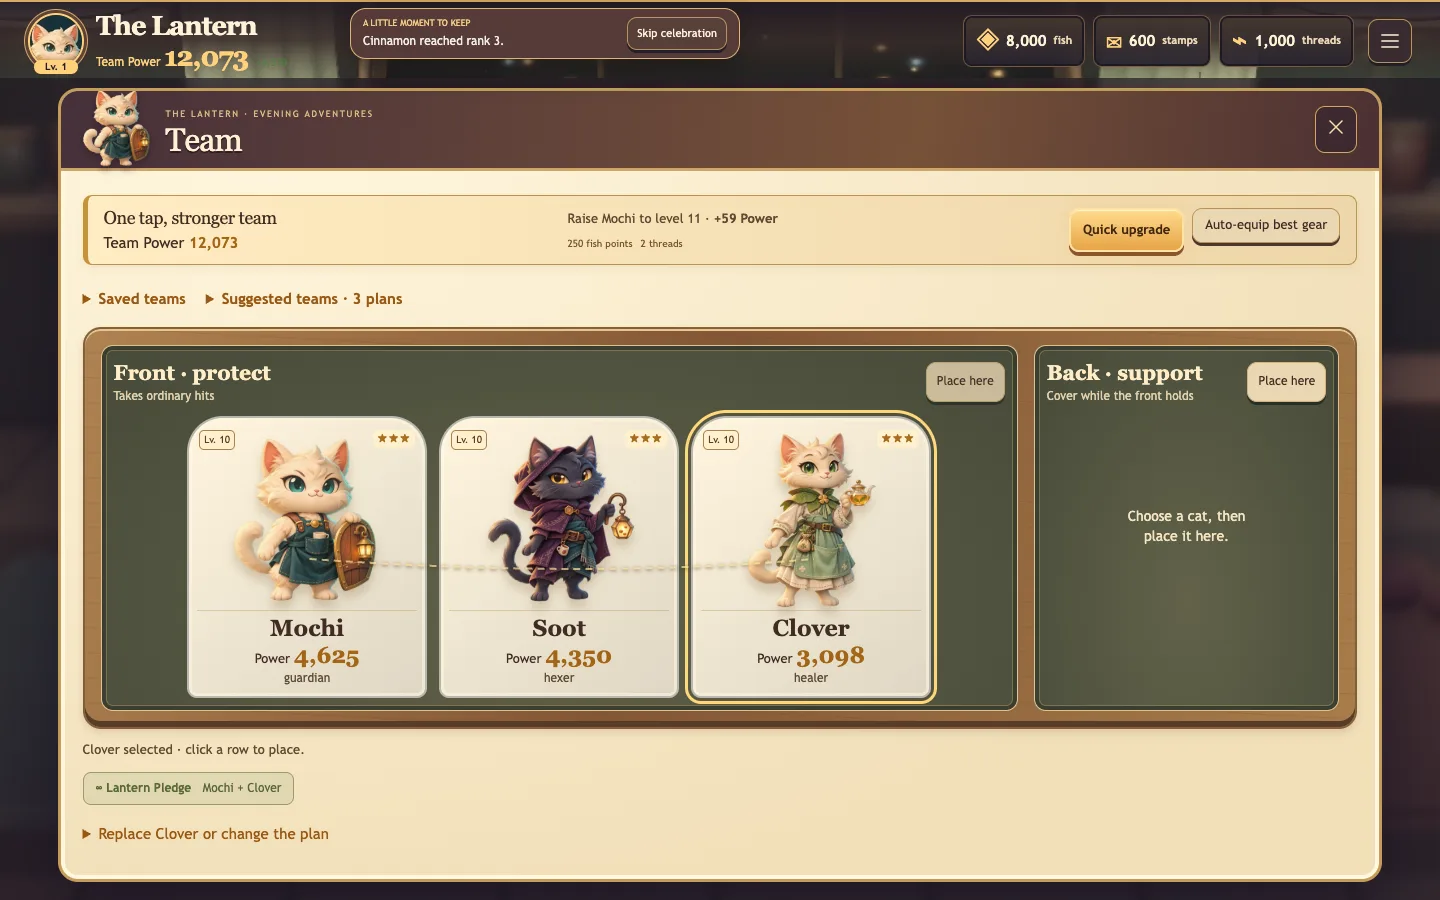 The Lantern
Team Power 12,073
Lv. 1
A LITTLE MOMENT TO KEEP
Cinnamon reached rank 3.
Skip celebration
8,000 fish
600 stamps
1,000 threads
THE LANTERN · EVENING ADVENTURES
Team
One tap, stronger team
Team Power 12,073
Raise Mochi to level 11 · +59 Power
250 fish points 2 threads
Quick upgrade
Auto-equip best gear
Saved teams
Suggested teams · 3 plans
Front · protect
Takes ordinary hits
Place here
Lv. 10
Mochi
Power 4,625
guardian
Lv. 10
Soot
Power 4,350
hexer
Lv. 10
Clover
Power 3,098
healer
Back · support
Cover while the front holds
Place here
Choose a cat, then
place it here.
Clover selected · click a row to place.
∞ Lantern Pledge Mochi + Clover
Replace Clover or change the plan